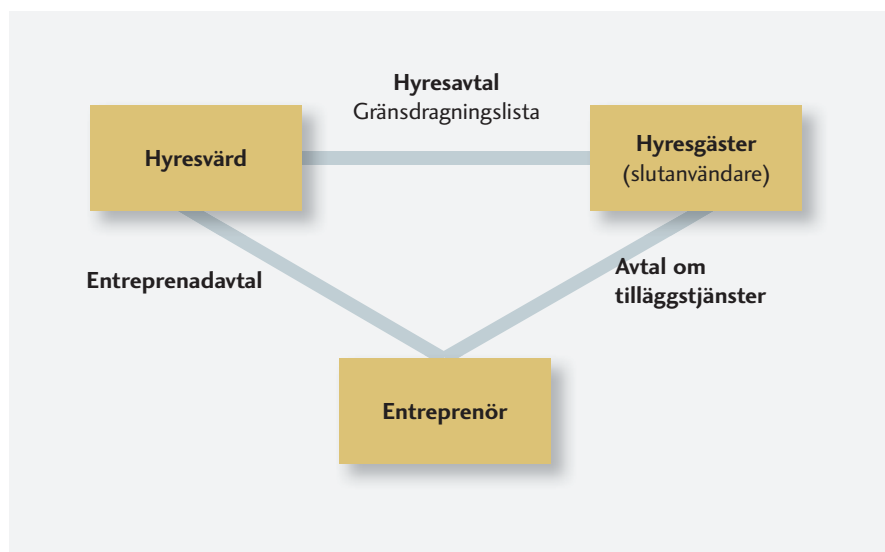 Hyresavtal
Gränsdragningslista
Hyresvärd
Hyresgäster
(slutanvändare)
Entreprenadavtal
Avtal om
tilläggstjänster
Entreprenör